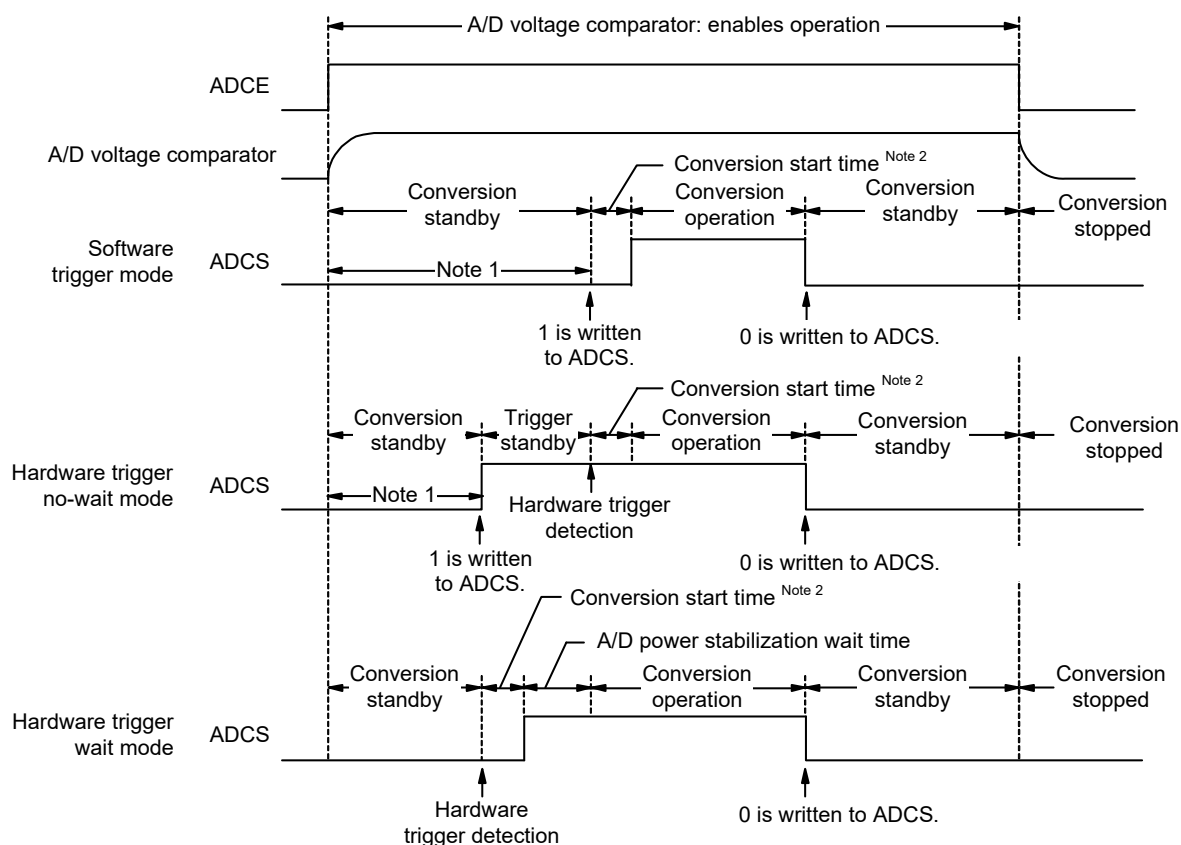 A/D voltage comparator: enables operation
ADCE
A/D voltage comparator
Conversion start time Note 2
Conversion
standby
Conversion
operation
Conversion
standby
Conversion
stopped
Software
trigger mode
ADCS
Note 1
1 is written
to ADCS.
0 is written to ADCS.
Conversion start time Note 2
Conversion
standby
Trigger
standby
Conversion
operation
Conversion
standby
Conversion
stopped
Hardware trigger
no-wait mode
ADCS
Note 1
Hardware trigger
detection
1 is written
to ADCS.
0 is written to ADCS.
Conversion start time Note 2
A/D power stabilization wait time
Conversion
standby
Conversion
operation
Conversion
standby
Conversion
stopped
Hardware trigger
wait mode
ADCS
Hardware
trigger detection
0 is written to ADCS.